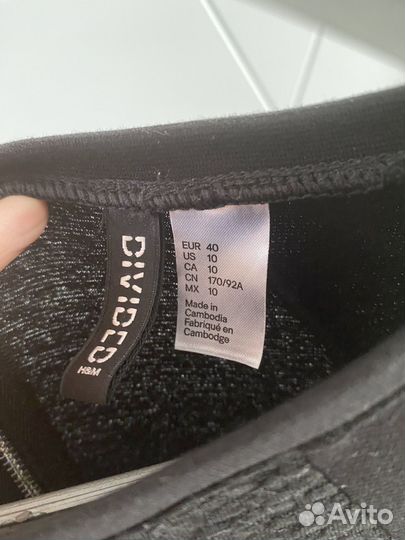 DIVIDED
H&M
EUR 40
US 10
CA 10
CN 170/92A
MX 10
Made in
Cambodia
Fabriqué en
Cambodge
Avito